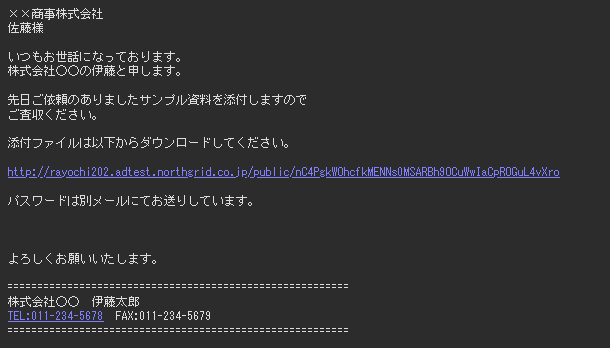 ××商事株式会社
佐藤様
いつもお世話になっております。
株式会社〇〇の伊藤と申します。
先日ご依頼のありましたサンプル資料を添付しますので
ご査収ください。
添付ファイルは以下からダウンロードしてください。
http://rayochi202.adtest.northgrid.co.jp/public/nC4PgkWOhcfkMENNsOMSARBh9OCuWwIaCpROGuL4vXro
パスワードは別メールにてお送りしています。
よろしくお願いいたします。
==========================================================
株式会社〇〇　伊藤太郎
TEL:011-234-5678　FAX:011-234-5679
==========================================================